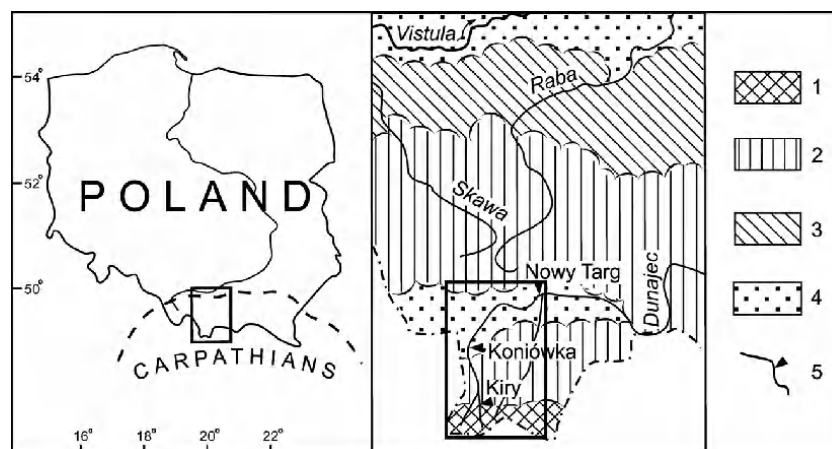 54°
52°
50°
POLAND
CARPATHIANS
16°
18°
20°
22°
Vistula
Raba
Skawa
Nowy Targ
Dunajec
Koniówka
Kiry
1
2
3
4
5